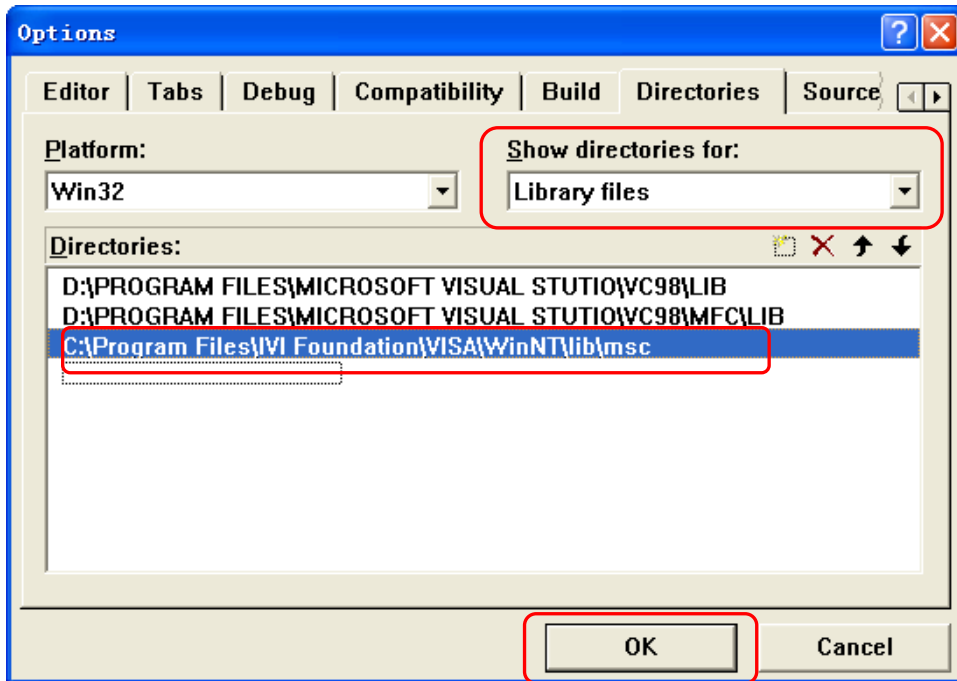 Options
Editor Tabs Debug Compatibility Build Directories Source
Platform: Show directories for:
Win32 Library files
Directories:
D:\PROGRAM FILES\MICROSOFT VISUAL STUTIO\VC98\LIB
D:\PROGRAM FILES\MICROSOFT VISUAL STUTIO\VC98\MFC\LIB
C:\Program Files\IVI Foundation\VISA\WinNT\lib\msc
OK Cancel